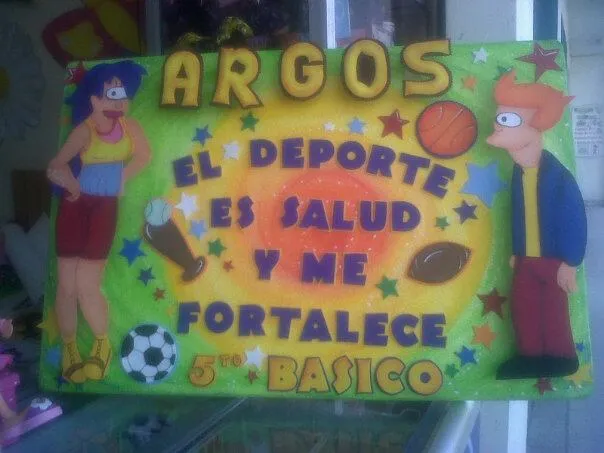 ARGOS
EL DEPORTE
ES SALUD
Y ME
FORTALECE
5TO BASICO